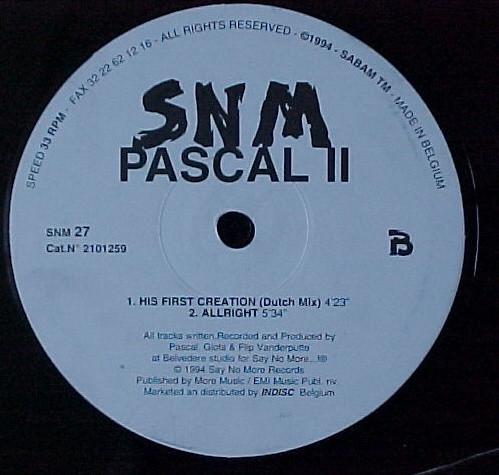 SPEED 33 RPM - FAX 32 22 62 12 16 - ALL RIGHTS RESERVED - ©1994 - SABAM TM - MADE IN BELGIUM
SNM
PASCAL II
SNM 27
Cat.N° 2101259
B
1. HIS FIRST CREATION (Dutch Mix) 4'23"
2. ALLRIGHT 5'34"
All tracks written,Recorded and Produced by
Pascal, Giota & Flip Vanderputte
at Belvedere studio for Say No More...!®
© 1994 Say No More Records
Published by More Music / EMI Music Publ. nv.
Marketed an distributed by INDISC Belgium